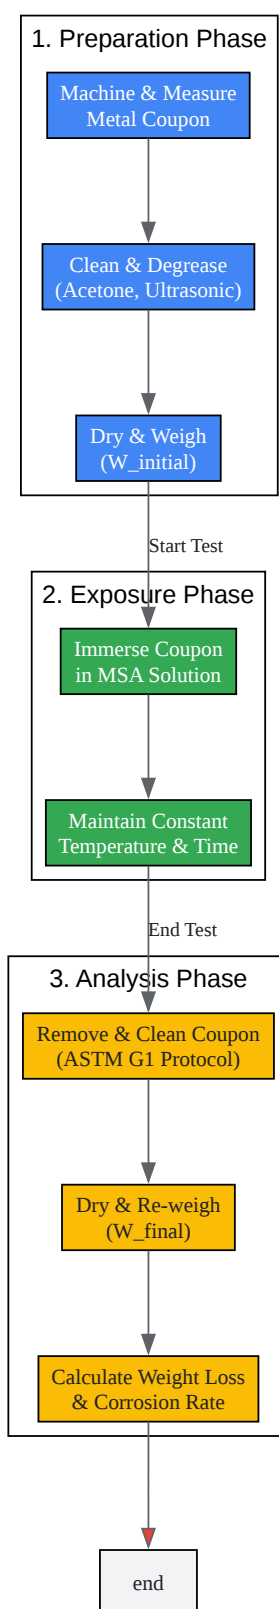 1. Preparation Phase
Machine & Measure
Metal Coupon
Clean & Degrease
(Acetone, Ultrasonic)
Dry & Weigh
(W_initial)
Start Test
2. Exposure Phase
Immerse Coupon
in MSA Solution
Maintain Constant
Temperature & Time
End Test
3. Analysis Phase
Remove & Clean Coupon
(ASTM G1 Protocol)
Dry & Re-weigh
(W_final)
Calculate Weight Loss
& Corrosion Rate
end